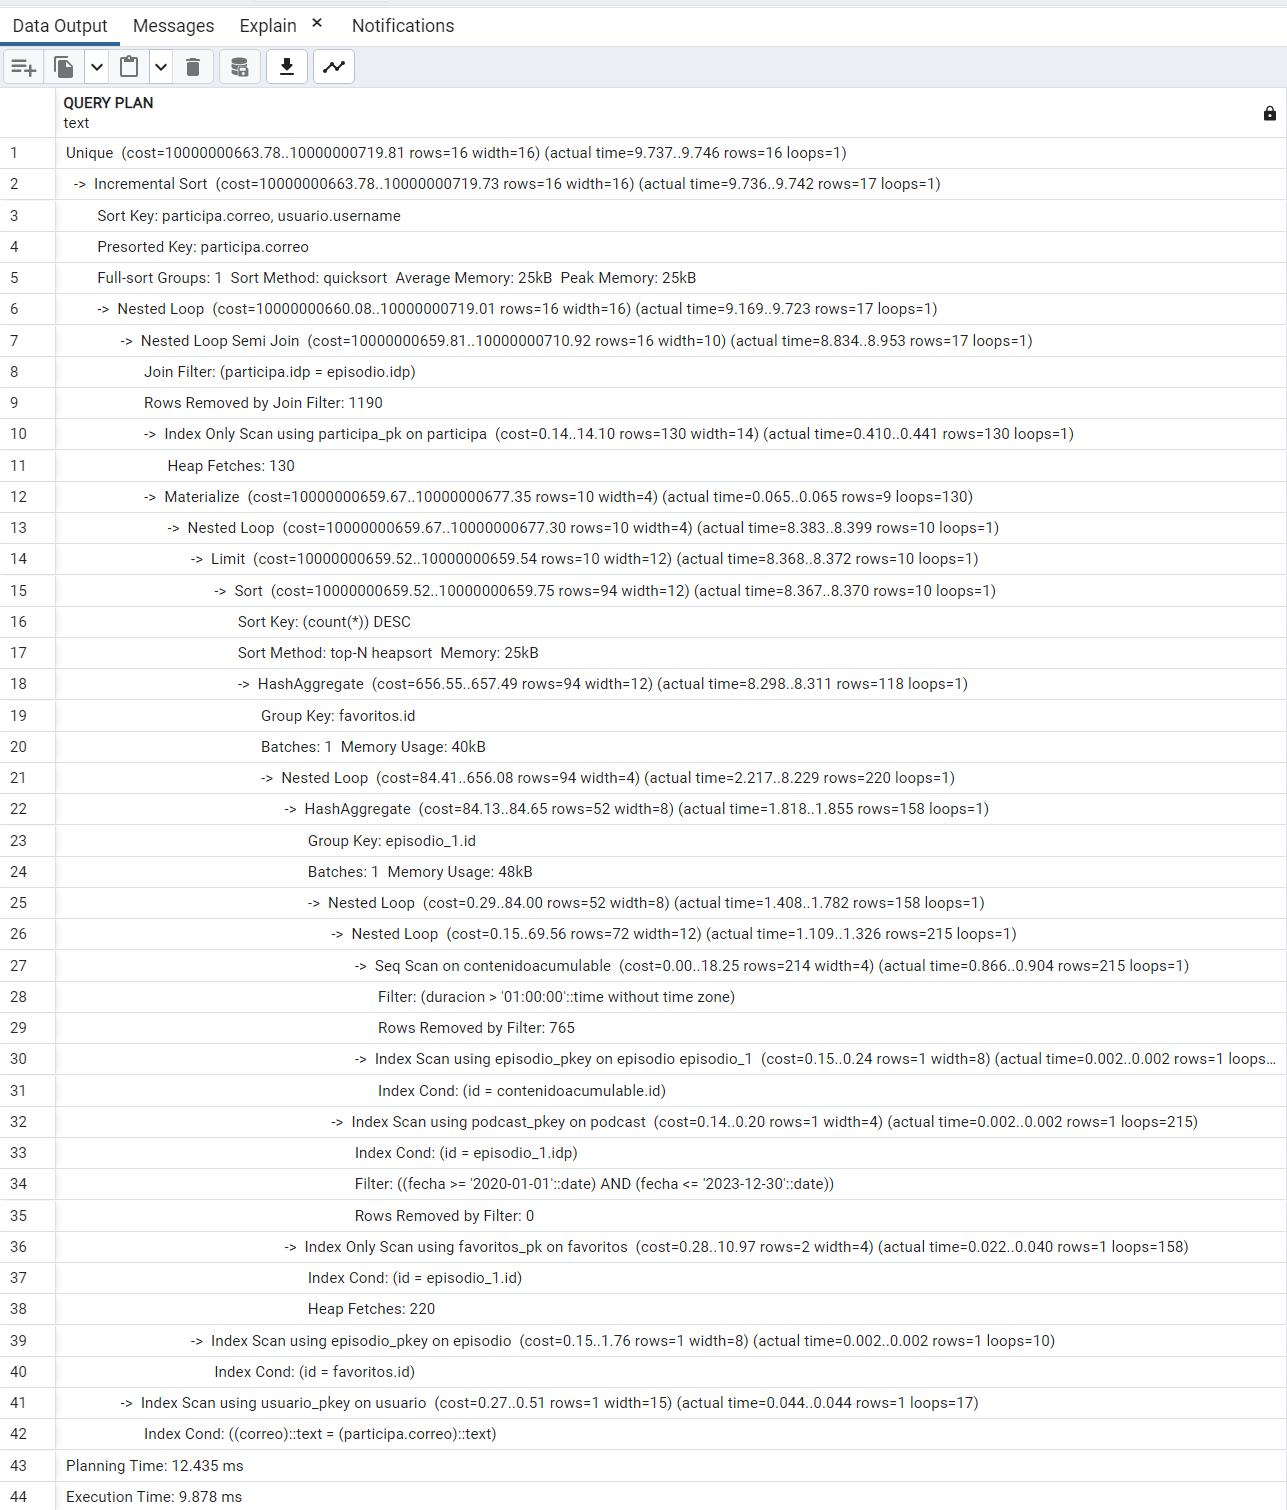 Data Output Messages Explain × Notifications
QUERY PLAN
text
1 Unique (cost=10000000663.78..10000000719.81 rows=16 width=16) (actual time=9.737..9.746 rows=16 loops=1)
2 -> Incremental Sort (cost=10000000663.78..10000000719.73 rows=16 width=16) (actual time=9.736..9.742 rows=17 loops=1)
3 Sort Key: participa.correo, usuario.username
4 Presorted Key: participa.correo
5 Full-sort Groups: 1 Sort Method: quicksort Average Memory: 25kB Peak Memory: 25kB
6 -> Nested Loop (cost=10000000660.08..10000000719.01 rows=16 width=16) (actual time=9.169..9.723 rows=17 loops=1)
7 -> Nested Loop Semi Join (cost=10000000659.81..10000000710.92 rows=16 width=10) (actual time=8.834..8.953 rows=17 loops=1)
8 Join Filter: (participa.idp = episodio.idp)
9 Rows Removed by Join Filter: 1190
10 -> Index Only Scan using participa_pk on participa (cost=0.14..14.10 rows=130 width=14) (actual time=0.410..0.441 rows=130 loops=1)
11 Heap Fetches: 130
12 -> Materialize (cost=10000000659.67..10000000677.35 rows=10 width=4) (actual time=0.065..0.065 rows=9 loops=130)
13 -> Nested Loop (cost=10000000659.67..10000000677.30 rows=10 width=4) (actual time=8.383..8.399 rows=10 loops=1)
14 -> Limit (cost=10000000659.52..10000000659.54 rows=10 width=12) (actual time=8.368..8.372 rows=10 loops=1)
15 -> Sort (cost=10000000659.52..10000000659.75 rows=94 width=12) (actual time=8.367..8.370 rows=10 loops=1)
16 Sort Key: (count(*)) DESC
17 Sort Method: top-N heapsort Memory: 25kB
18 -> HashAggregate (cost=656.55..657.49 rows=94 width=12) (actual time=8.298..8.311 rows=118 loops=1)
19 Group Key: favoritos.id
20 Batches: 1 Memory Usage: 40kB
21 -> Nested Loop (cost=84.41..656.08 rows=94 width=4) (actual time=2.217..8.229 rows=220 loops=1)
22 -> HashAggregate (cost=84.13..84.65 rows=52 width=8) (actual time=1.818..1.855 rows=158 loops=1)
23 Group Key: episodio_1.id
24 Batches: 1 Memory Usage: 48kB
25 -> Nested Loop (cost=0.29..84.00 rows=52 width=8) (actual time=1.408..1.782 rows=158 loops=1)
26 -> Nested Loop (cost=0.15..69.56 rows=72 width=12) (actual time=1.109..1.326 rows=215 loops=1)
27 -> Seq Scan on contenidoacumulable (cost=0.00..18.25 rows=214 width=4) (actual time=0.866..0.904 rows=215 loops=1)
28 Filter: (duracion > '01:00:00'::time without time zone)
29 Rows Removed by Filter: 765
30 -> Index Scan using episodio_pkey on episodio episodio_1 (cost=0.15..0.24 rows=1 width=8) (actual time=0.002..0.002 rows=1 loops...
31 Index Cond: (id = contenidoacumulable.id)
32 -> Index Scan using podcast_pkey on podcast (cost=0.14..0.20 rows=1 width=4) (actual time=0.002..0.002 rows=1 loops=215)
33 Index Cond: (id = episodio_1.idp)
34 Filter: ((fecha >= '2020-01-01'::date) AND (fecha <= '2023-12-30'::date))
35 Rows Removed by Filter: 0
36 -> Index Only Scan using favoritos_pk on favoritos (cost=0.28..10.97 rows=2 width=4) (actual time=0.022..0.040 rows=1 loops=158)
37 Index Cond: (id = episodio_1.id)
38 Heap Fetches: 220
39 -> Index Scan using episodio_pkey on episodio (cost=0.15..1.76 rows=1 width=8) (actual time=0.002..0.002 rows=1 loops=10)
40 Index Cond: (id = favoritos.id)
41 -> Index Scan using usuario_pkey on usuario (cost=0.27..0.51 rows=1 width=15) (actual time=0.044..0.044 rows=1 loops=17)
42 Index Cond: ((correo)::text = (participa.correo)::text)
43 Planning Time: 12.435 ms
44 Execution Time: 9.878 ms